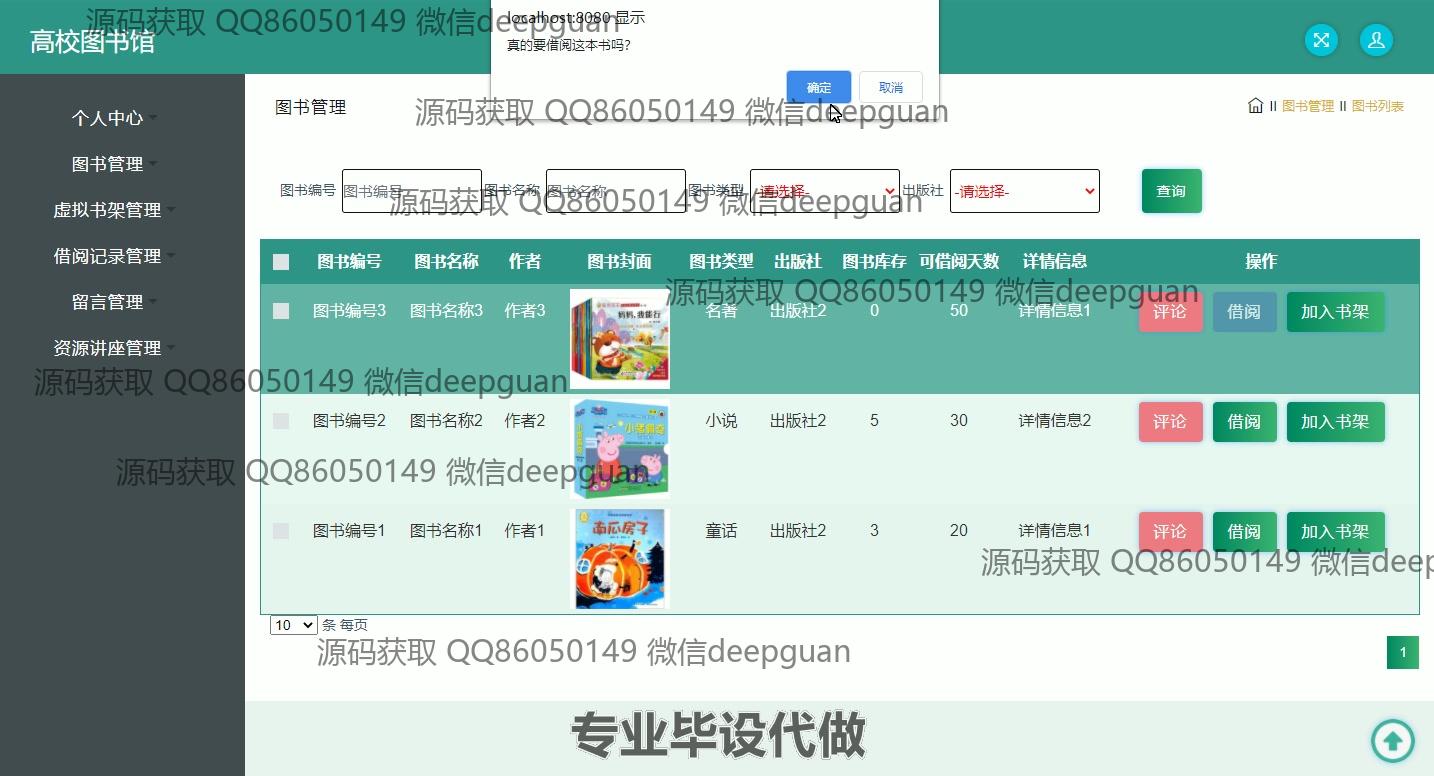 源码获取 QQ86050149 微信deepguan
高校图书馆
localhost:8080 显示
真的要借阅这本书吗？
确定
取消
个人中心
图书管理
虚拟书架管理
借阅记录管理
留言管理
资源讲座管理
图书管理
源码获取 QQ86050149 微信deepguan
图书管理 图书列表
图书编号 图书编号 图书名称 图书名称 图书类型 -请选择- 出版社 -请选择- 查询
源码获取 QQ86050149 微信deepguan
图书编号 图书名称 作者 图书封面 图书类型 出版社 图书库存 可借阅天数 详情信息 操作
源码获取 QQ86050149 微信deepguan
图书编号3 图书名称3 作者3 名著 出版社2 0 50 详情信息1 评论 借阅 加入书架
妈妈,我能行
源码获取 QQ86050149 微信deepguan
图书编号2 图书名称2 作者2 小说 出版社2 5 30 详情信息2 评论 借阅 加入书架
小猪佩奇
源码获取 QQ86050149 微信deepguan
图书编号1 图书名称1 作者1 童话 出版社2 3 20 详情信息1 评论 借阅 加入书架
南瓜房子
源码获取 QQ86050149 微信deep
10 条 每页
源码获取 QQ86050149 微信deepguan
1
专业毕设代做